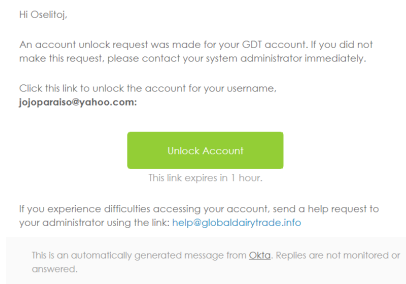 Hi Oselitoj,
An account unlock request was made for your GDT account. If you did not
make this request, please contact your system administrator immediately.
Click this link to unlock the account for your username,
jojoparaiso@yahoo.com:
Unlock Account
This link expires in 1 hour.
If you experience difficulties accessing your account, send a help request to
your administrator using the link: help@globaldairytrade.info
This is an automatically generated message from Okta. Replies are not monitored or
answered.